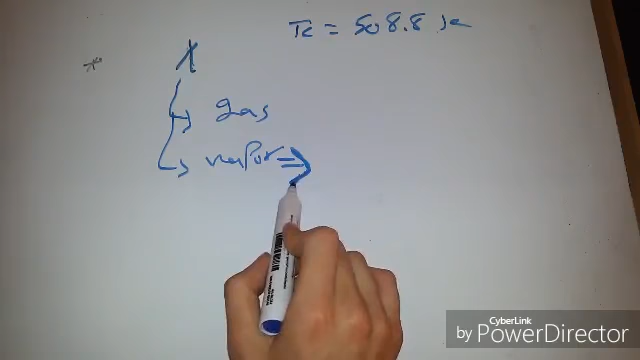 Tc = 508.8 k
* X
gas
vapor
CyberLink
by PowerDirector